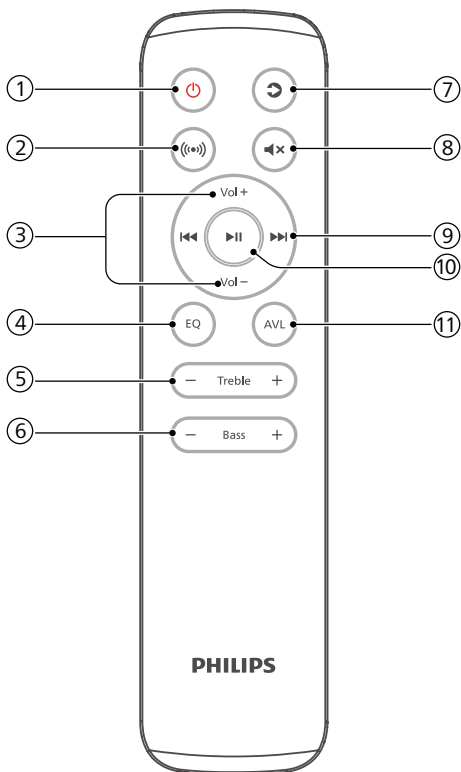 1 7
2 8
Vol +
3 9
10
Vol −
4 EQ AVL 11
5 − Treble +
6 − Bass +
PHILIPS